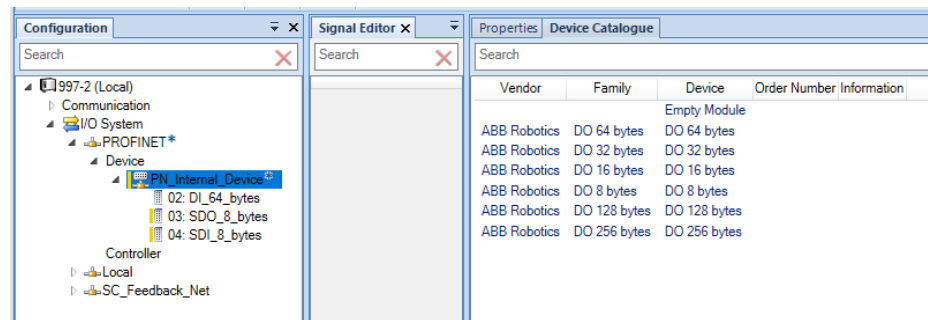 Configuration
Search
997-2 (Local)
Communication
I/O System
PROFINET*
Device
PN_Internal_Device
02: DI_64_bytes
03: SDO_8_bytes
04: SDI_8_bytes
Controller
Local
SC_Feedback_Net
Signal Editor X
Search
Properties Device Catalogue
Search
Vendor Family Device Order Number Information
Empty Module
ABB Robotics DO 64 bytes DO 64 bytes
ABB Robotics DO 32 bytes DO 32 bytes
ABB Robotics DO 16 bytes DO 16 bytes
ABB Robotics DO 8 bytes DO 8 bytes
ABB Robotics DO 128 bytes DO 128 bytes
ABB Robotics DO 256 bytes DO 256 bytes